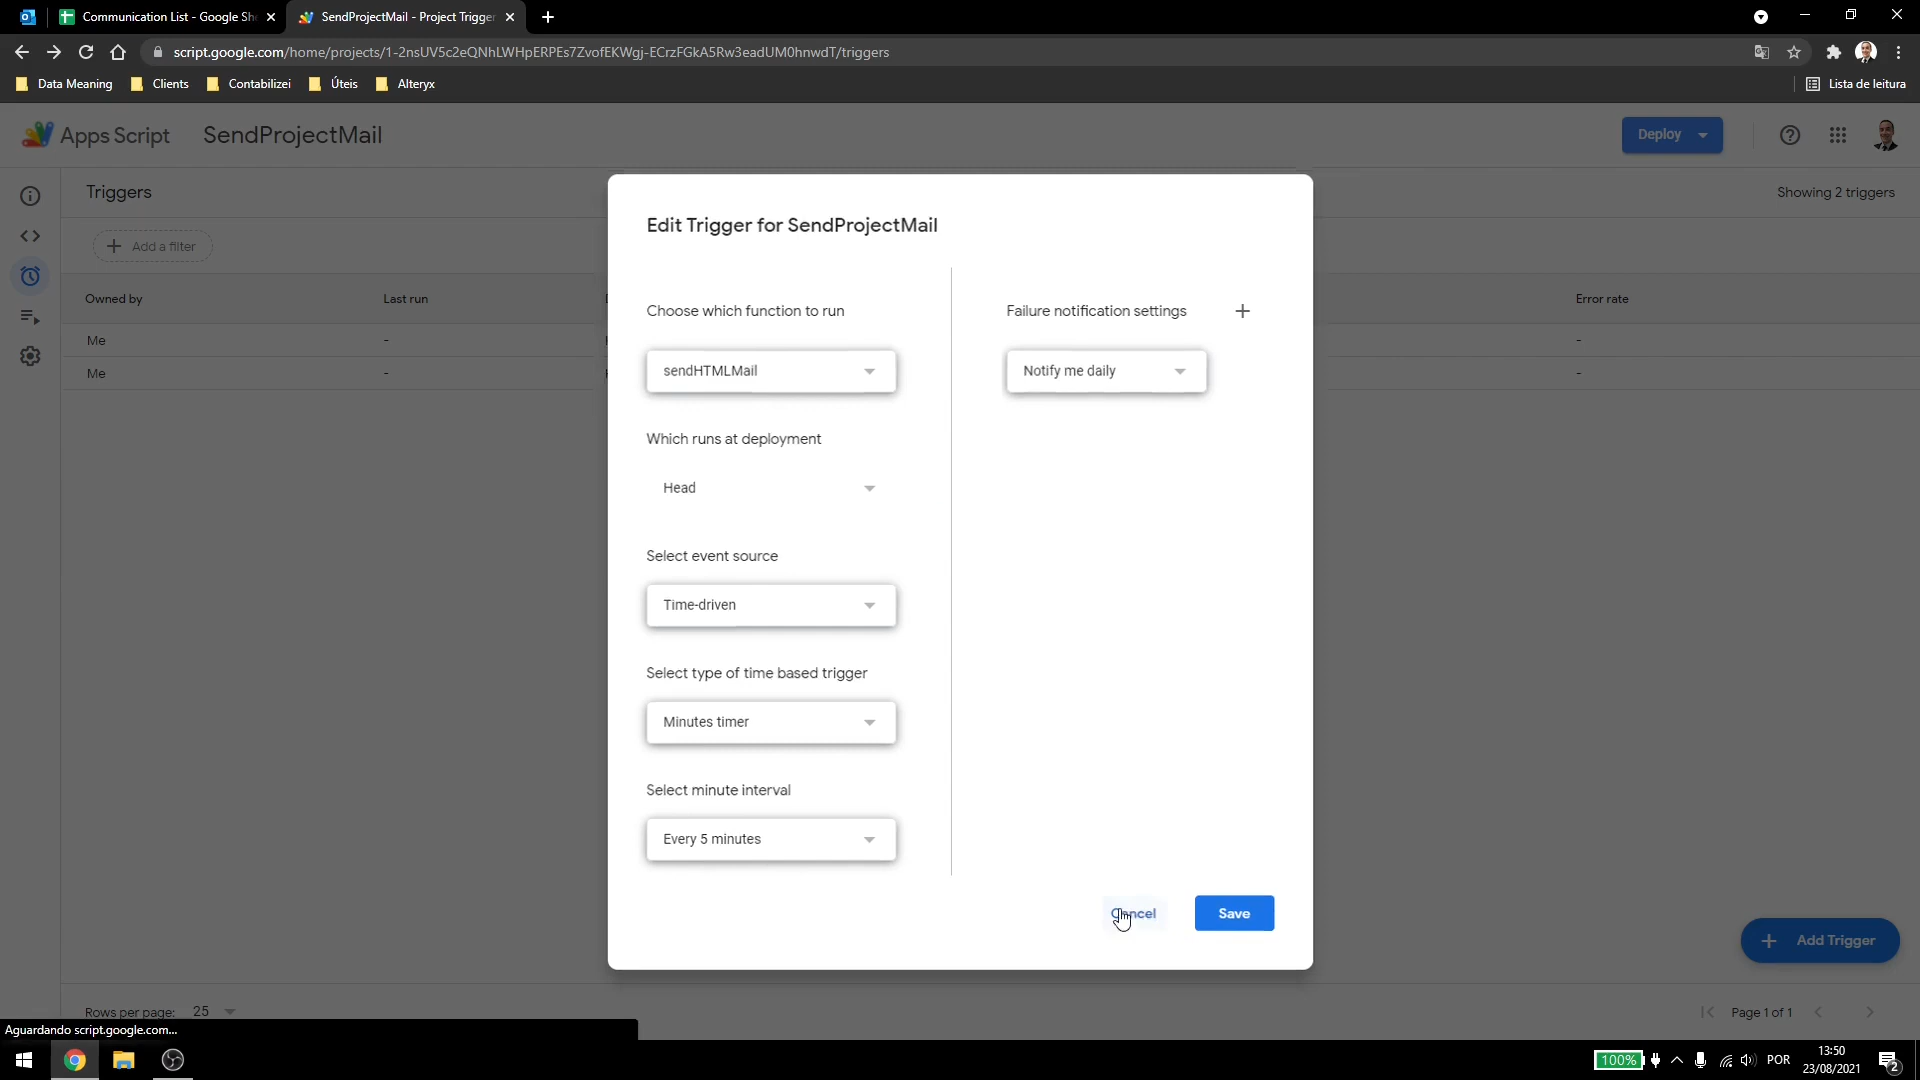 Communication List - Google She
SendProjectMail - Project Trigger
script.google.com/home/projects/1-2nsUV5c2eQNhLWHpERPEs7ZvofEKWgj-ECrzFGkA5Rw3eadUM0hnwdT/triggers
Data Meaning
Clients
Contabilizei
Úteis
Alteryx
Lista de leitura
Apps Script
SendProjectMail
Deploy
Triggers
Showing 2 triggers
Add a filter
Owned by
Last run
Error rate
Me
-
-
Me
-
-
Edit Trigger for SendProjectMail
Choose which function to run
sendHTMLMail
Which runs at deployment
Head
Select event source
Time-driven
Select type of time based trigger
Minutes timer
Select minute interval
Every 5 minutes
Failure notification settings
Notify me daily
Cancel
Save
Add Trigger
Rows per page: 25
Page 1 of 1
Aguardando script.google.com...
100%
POR
13:50
23/08/2021
2